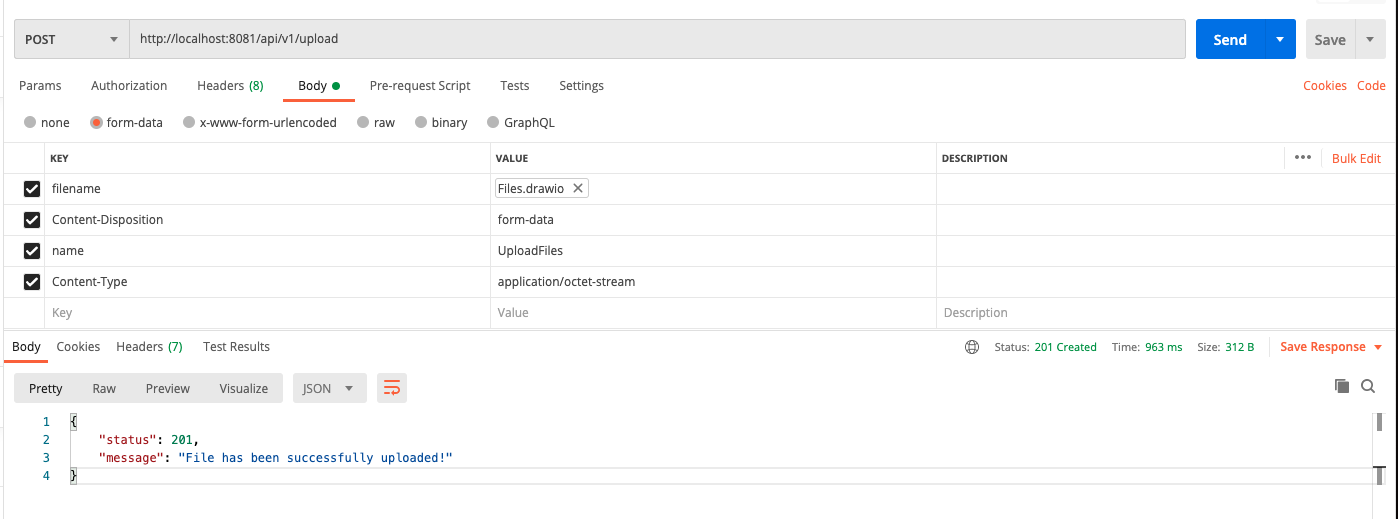 POST http://localhost:8081/api/v1/upload Send Save
Params Authorization Headers (8) Body Pre-request Script Tests Settings Cookies Code
none form-data x-www-form-urlencoded raw binary GraphQL
KEY VALUE DESCRIPTION ••• Bulk Edit
filename Files.drawio
Content-Disposition form-data
name UploadFiles
Content-Type application/octet-stream
Key Value Description
Body Cookies Headers (7) Test Results Status: 201 Created Time: 963 ms Size: 312 B Save Response
Pretty Raw Preview Visualize JSON
1 {
2 "status": 201,
3 "message": "File has been successfully uploaded!"
4 }